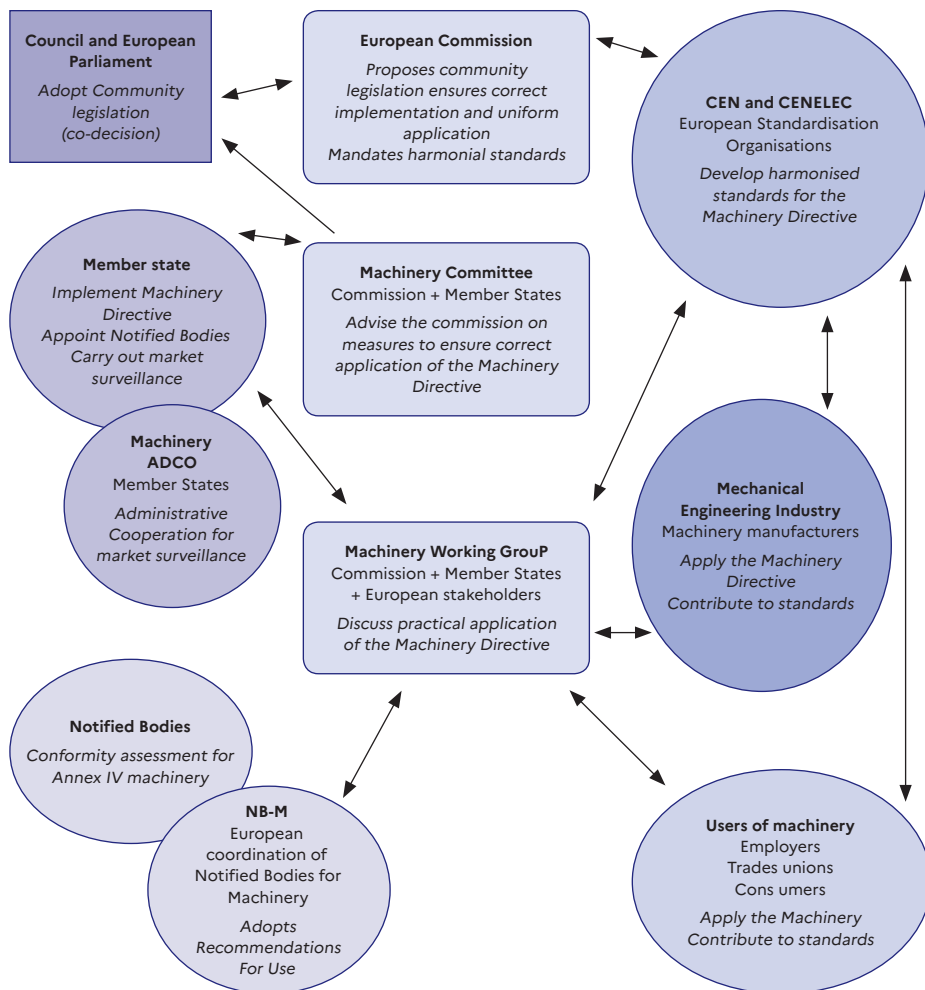 Council and European
Parliament
Adopt Community
legislation
(co-decision)
European Commission
Proposes community
legislation ensures correct
implementation and uniform
application
Mandates harmonial standards
CEN and CENELEC
European Standardisation
Organisations
Develop harmonised
standards for the
Machinery Directive
Member state
Implement Machinery
Directive
Appoint Notified Bodies
Carry out market
surveillance
Machinery Committee
Commission + Member States
Advise the commission on
measures to ensure correct
application of the Machinery
Directive
Machinery
ADCO
Member States
Administrative
Cooperation for
market surveillance
Machinery Working GrouP
Commission + Member States
+ European stakeholders
Discuss practical application
of the Machinery Directive
Mechanical
Engineering Industry
Machinery manufacturers
Apply the Machinery
Directive
Contribute to standards
Notified Bodies
Conformity assessment for
Annex IV machinery
NB-M
European
coordination of
Notified Bodies for
Machinery
Adopts
Recommendations
For Use
Users of machinery
Employers
Trades unions
Cons umers
Apply the Machinery
Contribute to standards